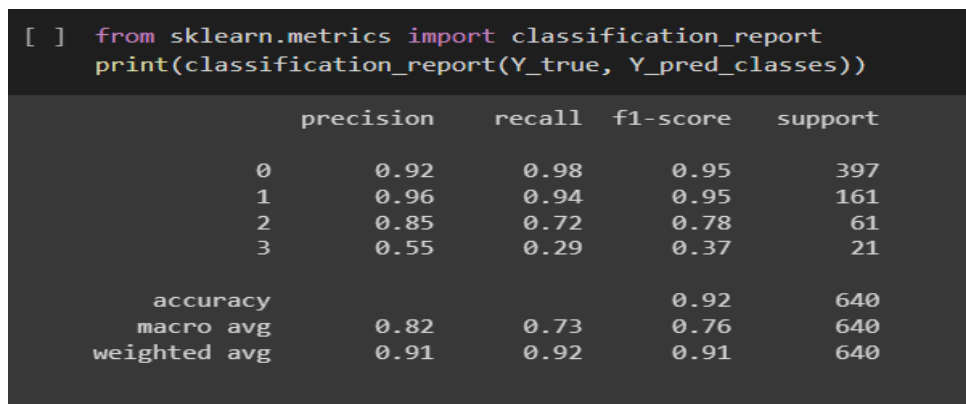 [ ] from sklearn.metrics import classification_report
print(classification_report(Y_true, Y_pred_classes))
precision recall f1-score support
0 0.92 0.98 0.95 397
1 0.96 0.94 0.95 161
2 0.85 0.72 0.78 61
3 0.55 0.29 0.37 21
accuracy 0.92 640
macro avg 0.82 0.73 0.76 640
weighted avg 0.91 0.92 0.91 640